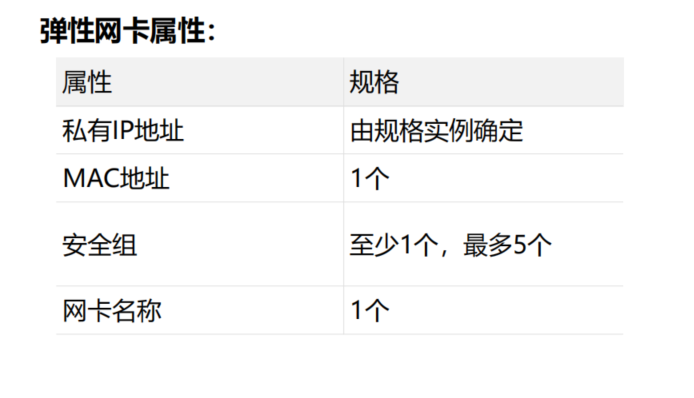 弹性网卡属性：
属性 规格
私有IP地址 由规格实例确定
MAC地址 1个
安全组 至少1个，最多5个
网卡名称 1个